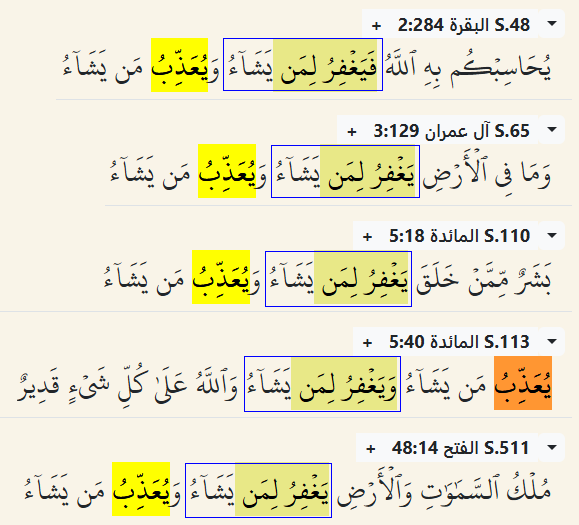 S.48 البقرة 2:284 +
يُحَاسِبْكُم بِهِ ٱللَّهُ فَيَغْفِرُ لِمَن يَشَآءُ وَيُعَذِّبُ مَن يَشَآءُ
S.65 آل عمران 3:129 +
وَمَا فِى ٱلْأَرْضِ يَغْفِرُ لِمَن يَشَآءُ وَيُعَذِّبُ مَن يَشَآءُ
S.110 المائدة 5:18 +
بَشَرٌ مِّمَّنْ خَلَقَ يَغْفِرُ لِمَن يَشَآءُ وَيُعَذِّبُ مَن يَشَآءُ
S.113 المائدة 5:40 +
يُعَذِّبُ مَن يَشَآءُ وَيَغْفِرُ لِمَن يَشَآءُ وَٱللَّهُ عَلَىٰ كُلِّ شَىْءٍ قَدِيرٌ
S.511 الفتح 48:14 +
مُلْكُ ٱلسَّمَٰوَٰتِ وَٱلْأَرْضِ يَغْفِرُ لِمَن يَشَآءُ وَيُعَذِّبُ مَن يَشَآءُ